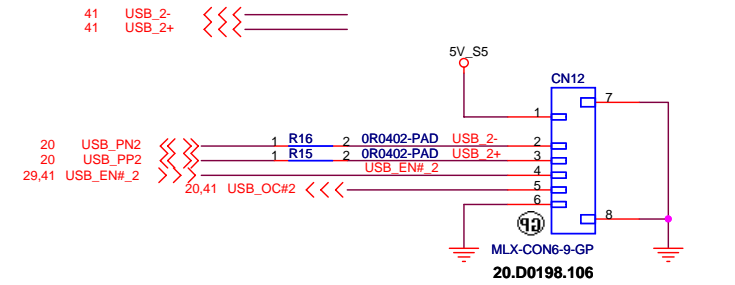 41 USB_2-
41 USB_2+
5V_S5
CN12
7
1
20 USB_PN2 1 R16 2 0R0402-PAD USB_2- 2
20 USB_PP2 1 R15 2 0R0402-PAD USB_2+ 3
29,41 USB_EN#_2 USB_EN#_2 4
20,41 USB_OC#2 5
6
8
GP
MLX-CON6-9-GP
20.D0198.106